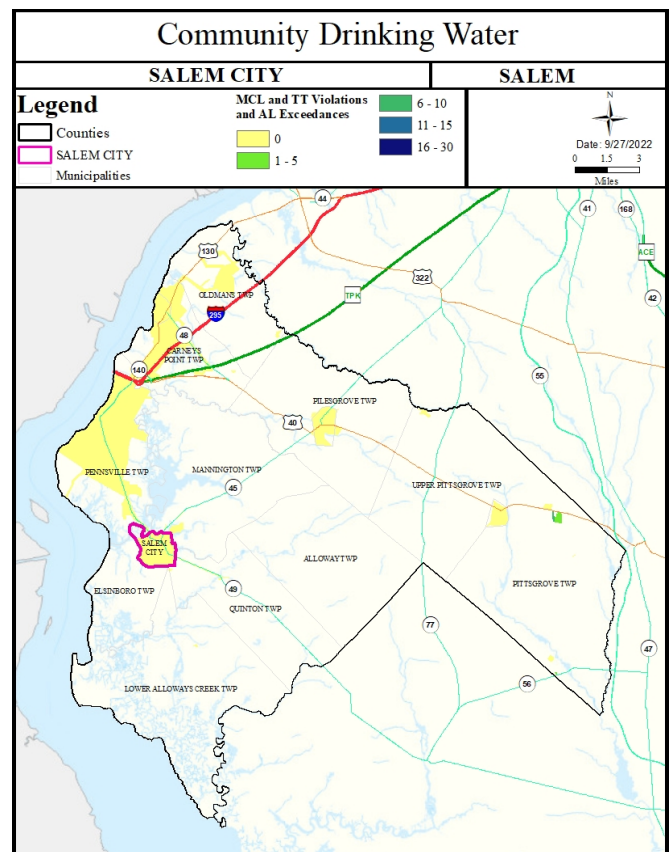 Community Drinking Water
SALEM CITY
SALEM
Legend
Counties
SALEM CITY
Municipalities
MCL and TT Violations
and AL Exceedances
0
1 - 5
6 - 10
11 - 15
16 - 30
N
Date: 9/27/2022
0 1.5 3
Miles
44
41
168
130
ACE
322
OLDMANS TWP
TPK
42
295
48
CARNEYS
POINT TWP
140
55
PILESGROVE TWP
40
PENNSVILLE TWP
MANNINGTON TWP
45
UPPER PITTSGROVE TWP
SALEM
CITY
ALLOWAY TWP
ELSINBORO TWP
49
PITTSGROVE TWP
QUINTON TWP
77
47
56
LOWER ALLOWAYS CREEK TWP